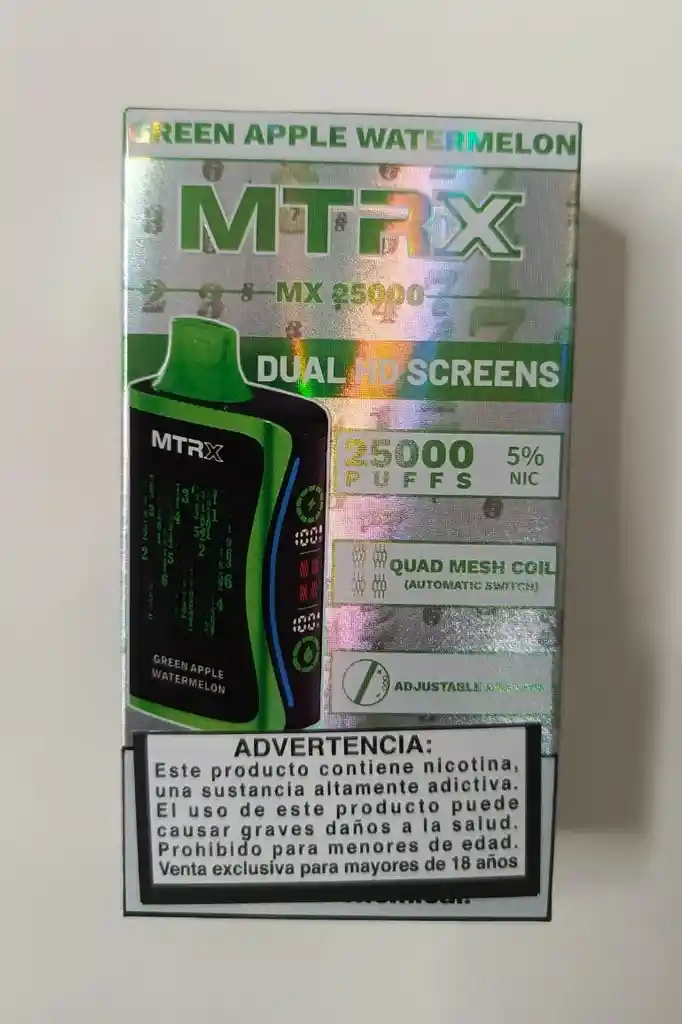 GREEN APPLE WATERMELON
MTRX
MX 25000
DUAL HD SCREENS
MTRX
25000
PUFFS
5%
NIC
100%
QUAD MESH COIL
(AUTOMATIC SWITCH)
100%
GREEN APPLE
WATERMELON
ADJUSTABLE
ADVERTENCIA:
Este producto contiene nicotina,
una sustancia altamente adictiva.
El uso de este producto puede
causar graves daños a la salud.
Prohibido para menores de edad.
Venta exclusiva para mayores de 18 años